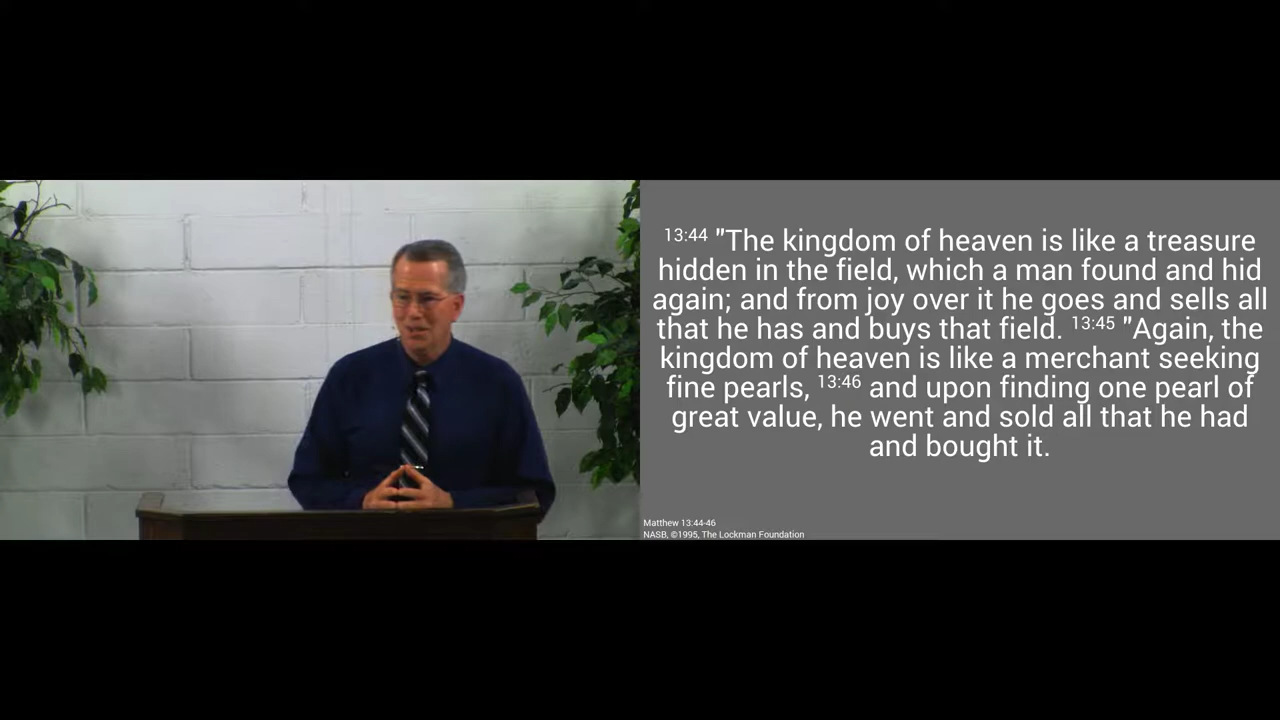 13:44 "The kingdom of heaven is like a treasure
hidden in the field, which a man found and hid
again; and from joy over it he goes and sells all
that he has and buys that field. 13:45 "Again, the
kingdom of heaven is like a merchant seeking
fine pearls, 13:46 and upon finding one pearl of
great value, he went and sold all that he had
and bought it.
Matthew 13:44-46
NASB, ©1995, The Lockman Foundation